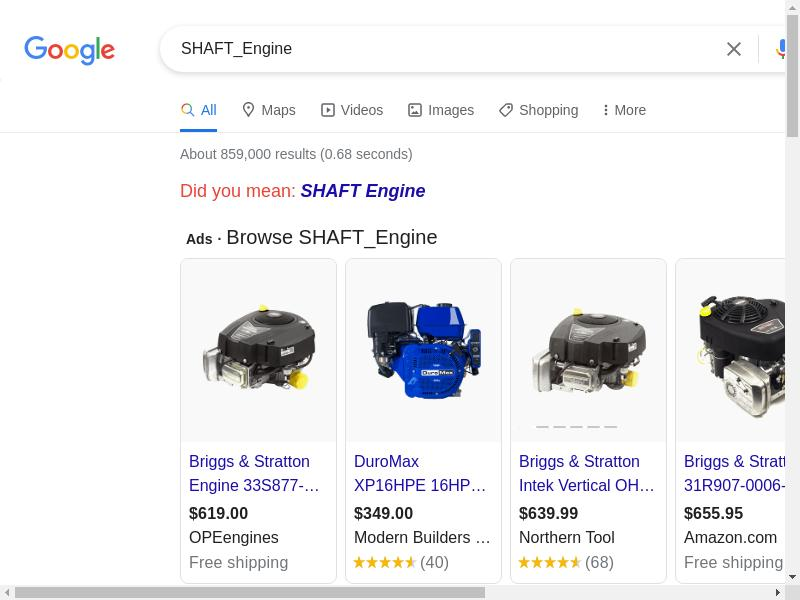 Google
SHAFT_Engine
All Maps Videos Images Shopping More
About 859,000 results (0.68 seconds)
Did you mean: SHAFT Engine
Ads · Browse SHAFT_Engine
DuroMax
Briggs & Stratton
Engine 33S877-…
$619.00
OPEengines
Free shipping
DuroMax
XP16HPE 16HP…
$349.00
Modern Builders …
(40)
Briggs & Stratton
Intek Vertical OH…
$639.99
Northern Tool
(68)
Briggs & Stratt
31R907-0006-
$655.95
Amazon.com
Free shipping